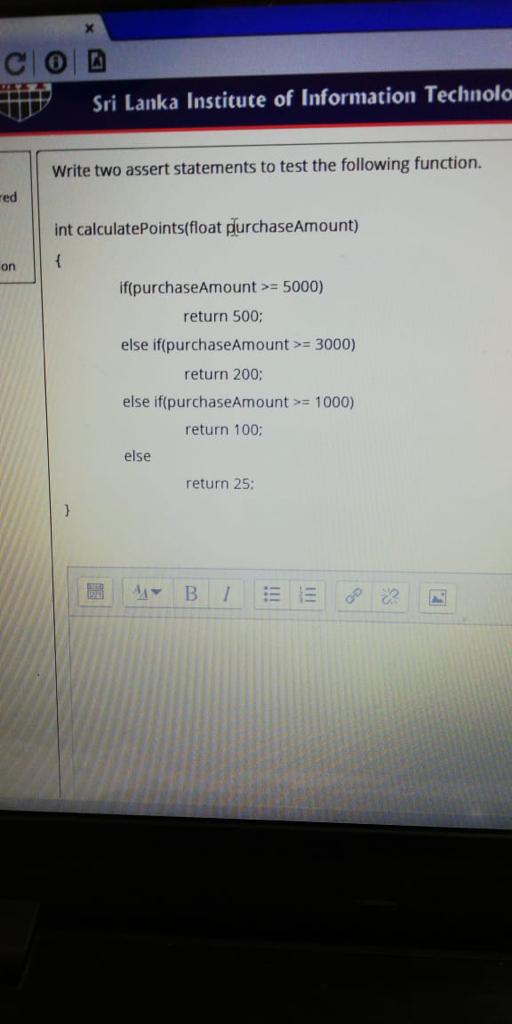 Sri Lanka Institute of Information Technolo
red
on
Write two assert statements to test the following function.
int calculatePoints(float purchaseAmount)
{
if(purchaseAmount >= 5000)
return 500;
else if(purchaseAmount >= 3000)
return 200;
else if(purchaseAmount >= 1000)
return 100;
else
return 25;
}
B I